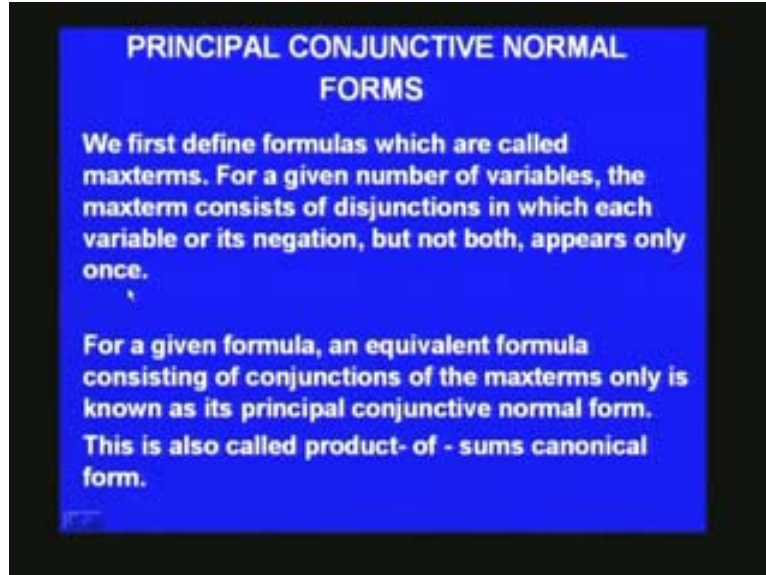 PRINCIPAL CONJUNCTIVE NORMAL
FORMS
We first define formulas which are called
maxterms. For a given number of variables, the
maxterm consists of disjunctions in which each
variable or its negation, but not both, appears only
once.
For a given formula, an equivalent formula
consisting of conjunctions of the maxterms only is
known as its principal conjunctive normal form.
This is also called product- of - sums canonical
form.